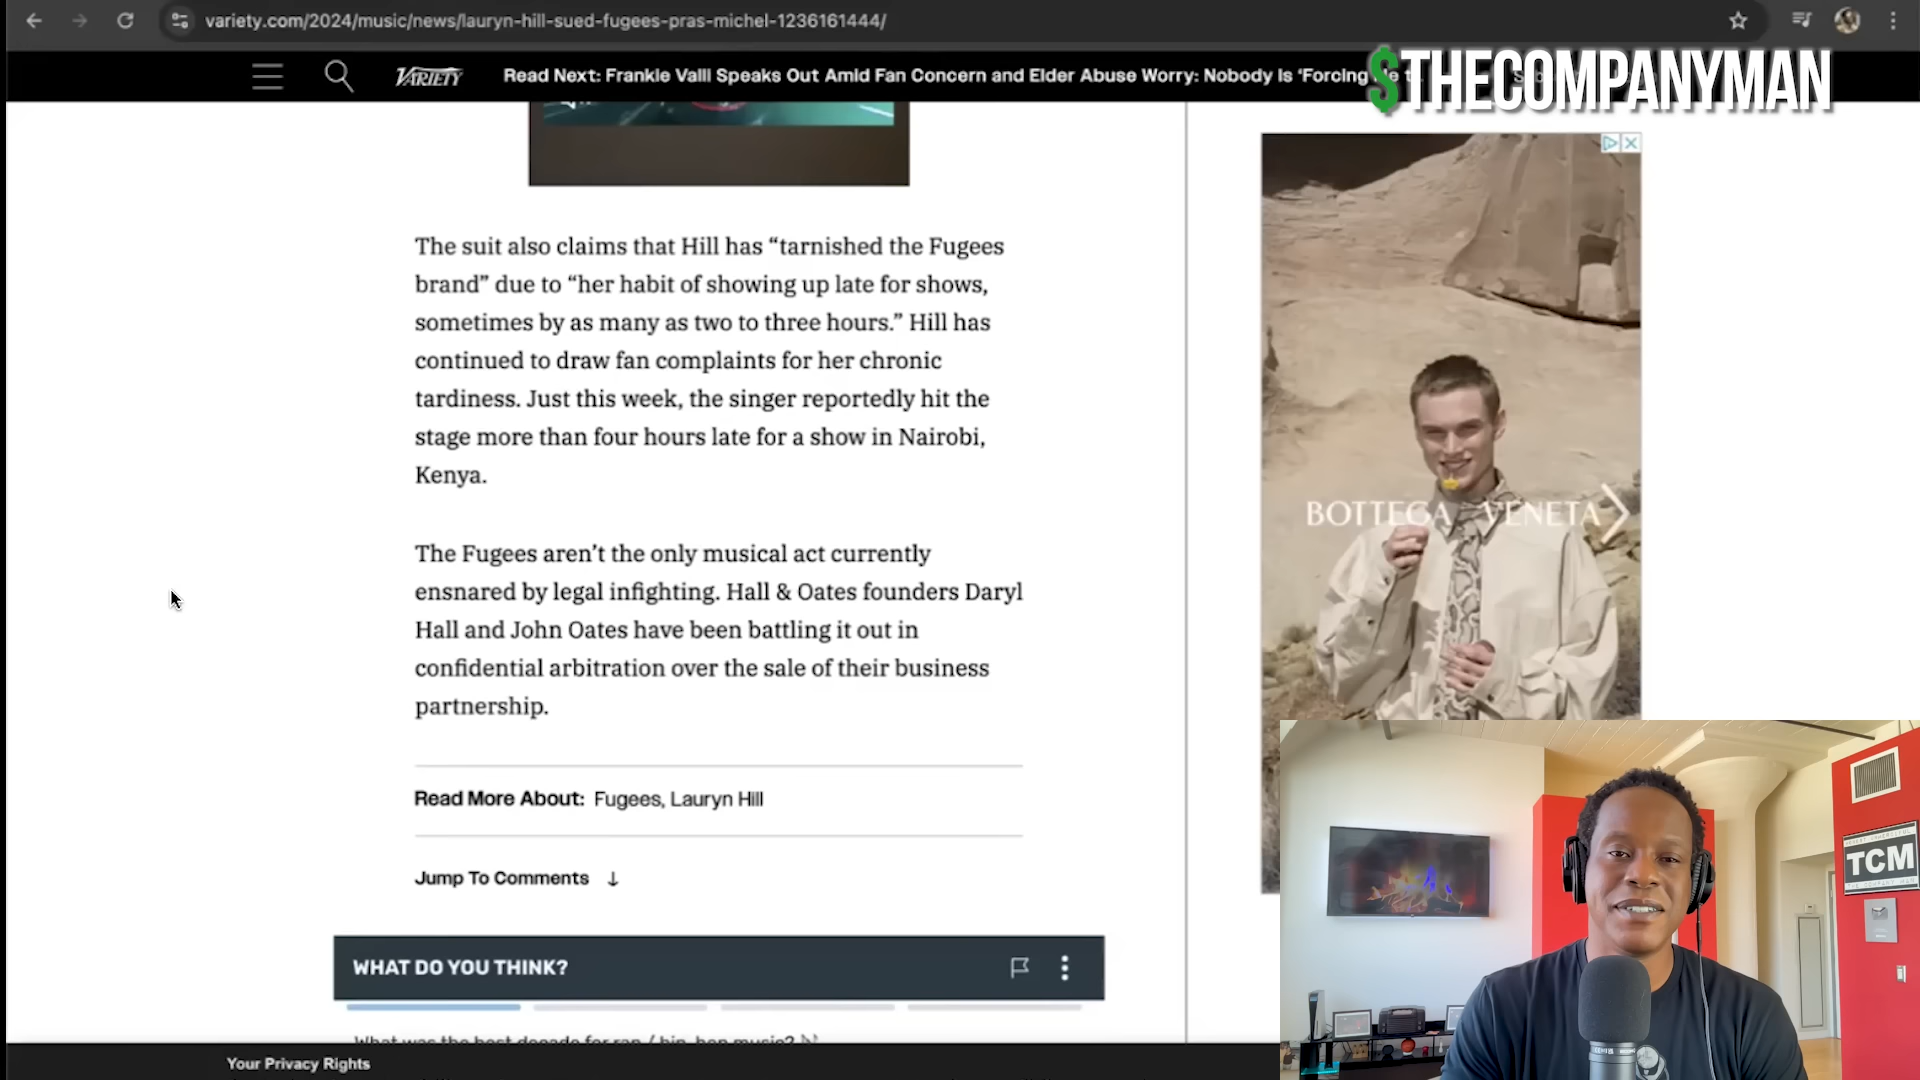 variety.com/2024/music/news/lauryn-hill-sued-fugees-pras-michel-1236161444/
VARIETY
Read Next: Frankie Valli Speaks Out Amid Fan Concern and Elder Abuse Worry: Nobody Is ‘Forcing Me t
$THECOMPANYMAN
The suit also claims that Hill has “tarnished the Fugees
brand” due to “her habit of showing up late for shows,
sometimes by as many as two to three hours.” Hill has
continued to draw fan complaints for her chronic
tardiness. Just this week, the singer reportedly hit the
stage more than four hours late for a show in Nairobi,
Kenya.
The Fugees aren’t the only musical act currently
ensnared by legal infighting. Hall & Oates founders Daryl
Hall and John Oates have been battling it out in
confidential arbitration over the sale of their business
partnership.
BOTTEGA VENETA
Read More About: Fugees, Lauryn Hill
Jump To Comments ↓
WHAT DO YOU THINK?
What was the best decade for rap / hip-hop music?
Your Privacy Rights
TCM
THE COMPANY MAN